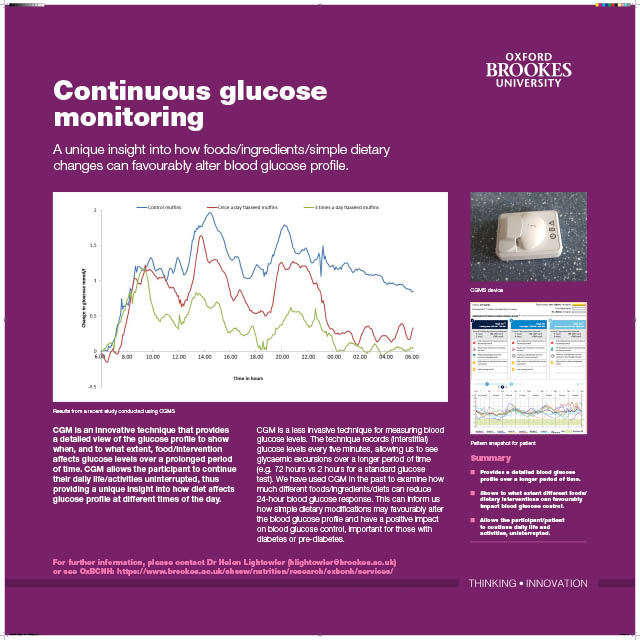 OXFORD
BROOKES
UNIVERSITY
Continuous glucose
monitoring
A unique insight into how foods/ingredients/simple dietary
changes can favourably alter blood glucose profile.
Control muffins Once a day flaxseed muffins 3 times a day flaxseed muffins
Change in glucose mmol/l
2
1.5
1
0.5
0
-0.5
6.00 8.00 10.00 12.00 14.00 16.00 18.00 20.00 22.00 00.00 02.00 04.00 06.00
Time in hours
Results from a recent study conducted using CGMS
CGMS device
Pattern snapshot for patient
CGM is an innovative technique that provides
a detailed view of the glucose profile to show
when, and to what extent, food/intervention
affects glucose levels over a prolonged period
of time. CGM allows the participant to continue
their daily life/activities uninterrupted, thus
providing a unique insight into how diet affects
glucose profile at different times of the day.
CGM is a less invasive technique for measuring blood
glucose levels. The technique records (interstitial)
glucose levels every five minutes, allowing us to see
glycaemic excursions over a longer period of time
(e.g. 72 hours vs 2 hours for a standard glucose
test). We have used CGM in the past to examine how
much different foods/ingredients/diets can reduce
24-hour blood glucose response. This can inform us
how simple dietary modifications may favourably alter
the blood glucose profile and have a positive impact
on blood glucose control, important for those with
diabetes or pre-diabetes.
Summary
Provides a detailed blood glucose
profile over a longer period of time.
Shows to what extent different foods/
dietary interventions can favourably
impact blood glucose control.
Allows the participant/patient
to continue daily life and
activities, uninterrupted.
For further information, please contact Dr Helen Lightowler (hlightowler@brookes.ac.uk)
or see OxBCNH: https://www.brookes.ac.uk/shssw/nutrition/research/oxbcnh/services/
THINKING • INNOVATION